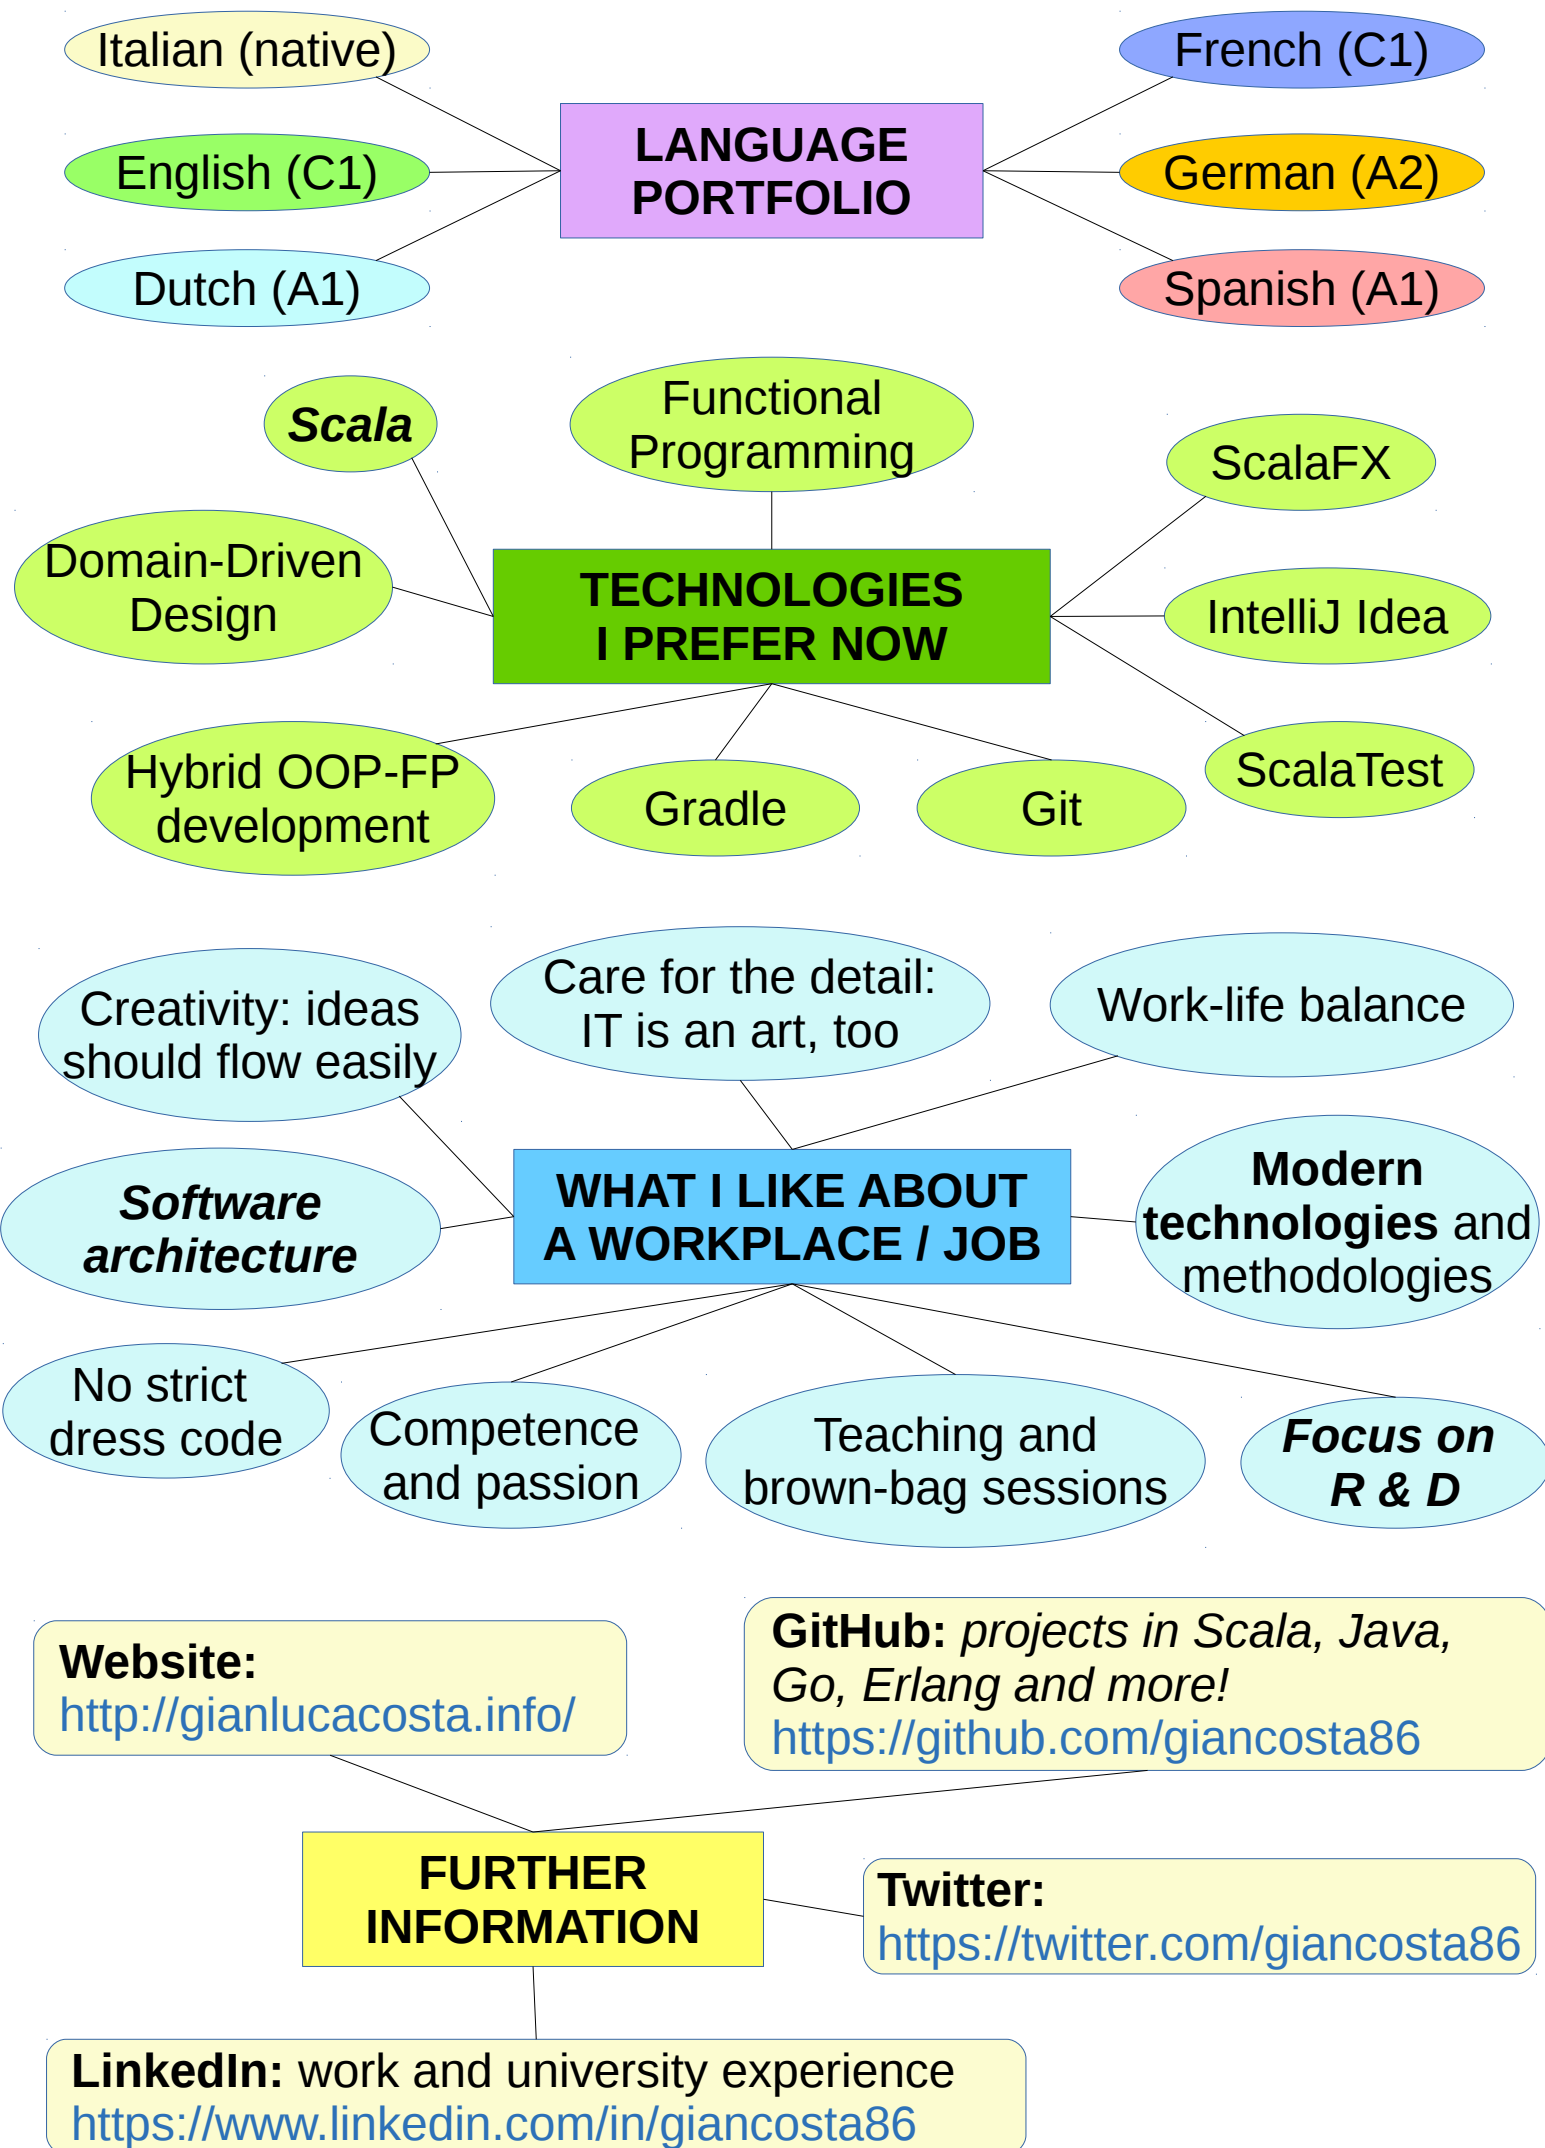 Italian (native)
French (C1)
LANGUAGE
PORTFOLIO
English (C1)
German (A2)
Dutch (A1)
Spanish (A1)
Scala
Functional
Programming
ScalaFX
Domain-Driven
Design
TECHNOLOGIES
I PREFER NOW
IntelliJ Idea
Hybrid OOP-FP
development
Gradle
Git
ScalaTest
Creativity: ideas
should flow easily
Care for the detail:
IT is an art, too
Work-life balance
Software
architecture
WHAT I LIKE ABOUT
A WORKPLACE / JOB
Modern
technologies and
methodologies
No strict
dress code
Competence
and passion
Teaching and
brown-bag sessions
Focus on
R & D
Website:
http://gianlucacosta.info/
GitHub: projects in Scala, Java,
Go, Erlang and more!
https://github.com/giancosta86
FURTHER
INFORMATION
Twitter:
https://twitter.com/giancosta86
LinkedIn: work and university experience
https://www.linkedin.com/in/giancosta86